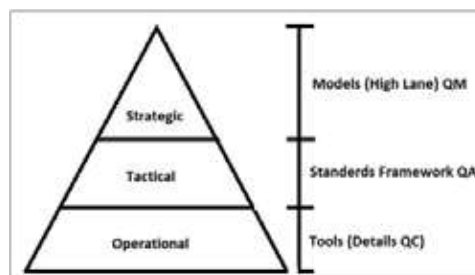 Models (High Lane) QM
Strategic
Tactical
Standerds Framework QA
Operational
Tools (Details QC)